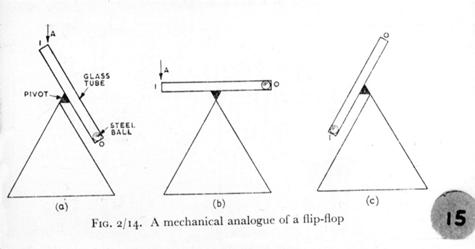 A
I
GLASS
TUBE
PIVOT
STEEL
BALL
O
(a)
A
I
O
(b)
O
I
(c)
FIG. 2/14. A mechanical analogue of a flip-flop
15